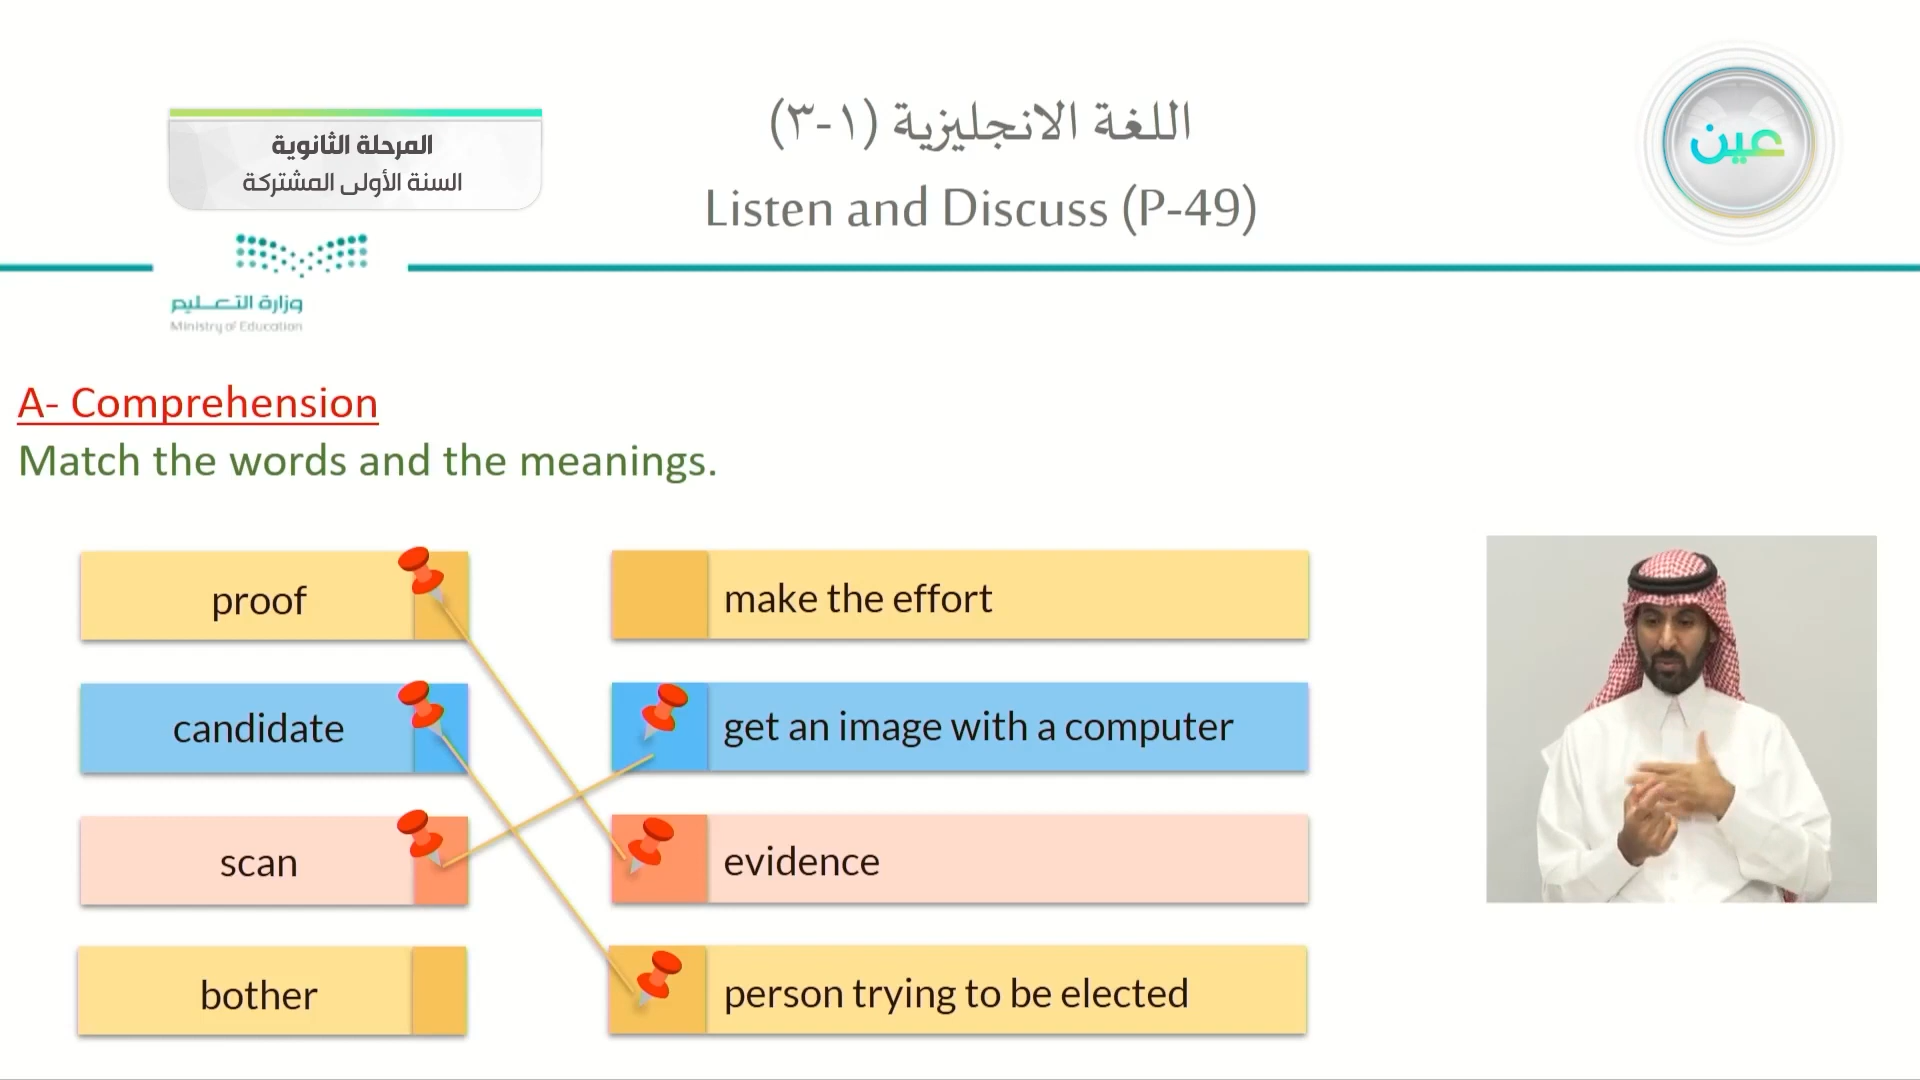 المرحلة الثانوية
السنة الأولى المشتركة
اللغة الانجليزية (١-٣)
Listen and Discuss (P-49)
عين
وزارة التعليم
Ministry of Education
A- Comprehension
Match the words and the meanings.
proof
make the effort
candidate
get an image with a computer
scan
evidence
bother
person trying to be elected